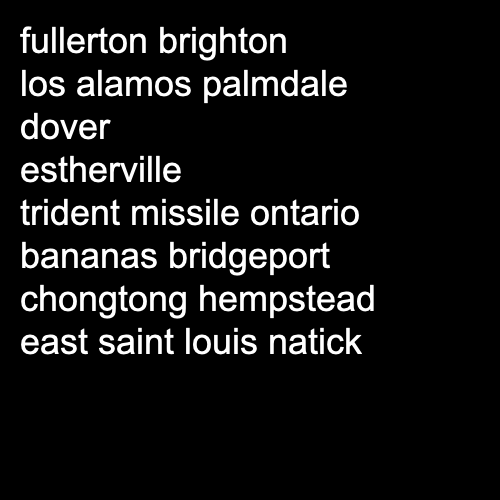 fullerton brighton
los alamos palmdale
dover
estherville
trident missile ontario
bananas bridgeport
chongtong hempstead
east saint louis natick